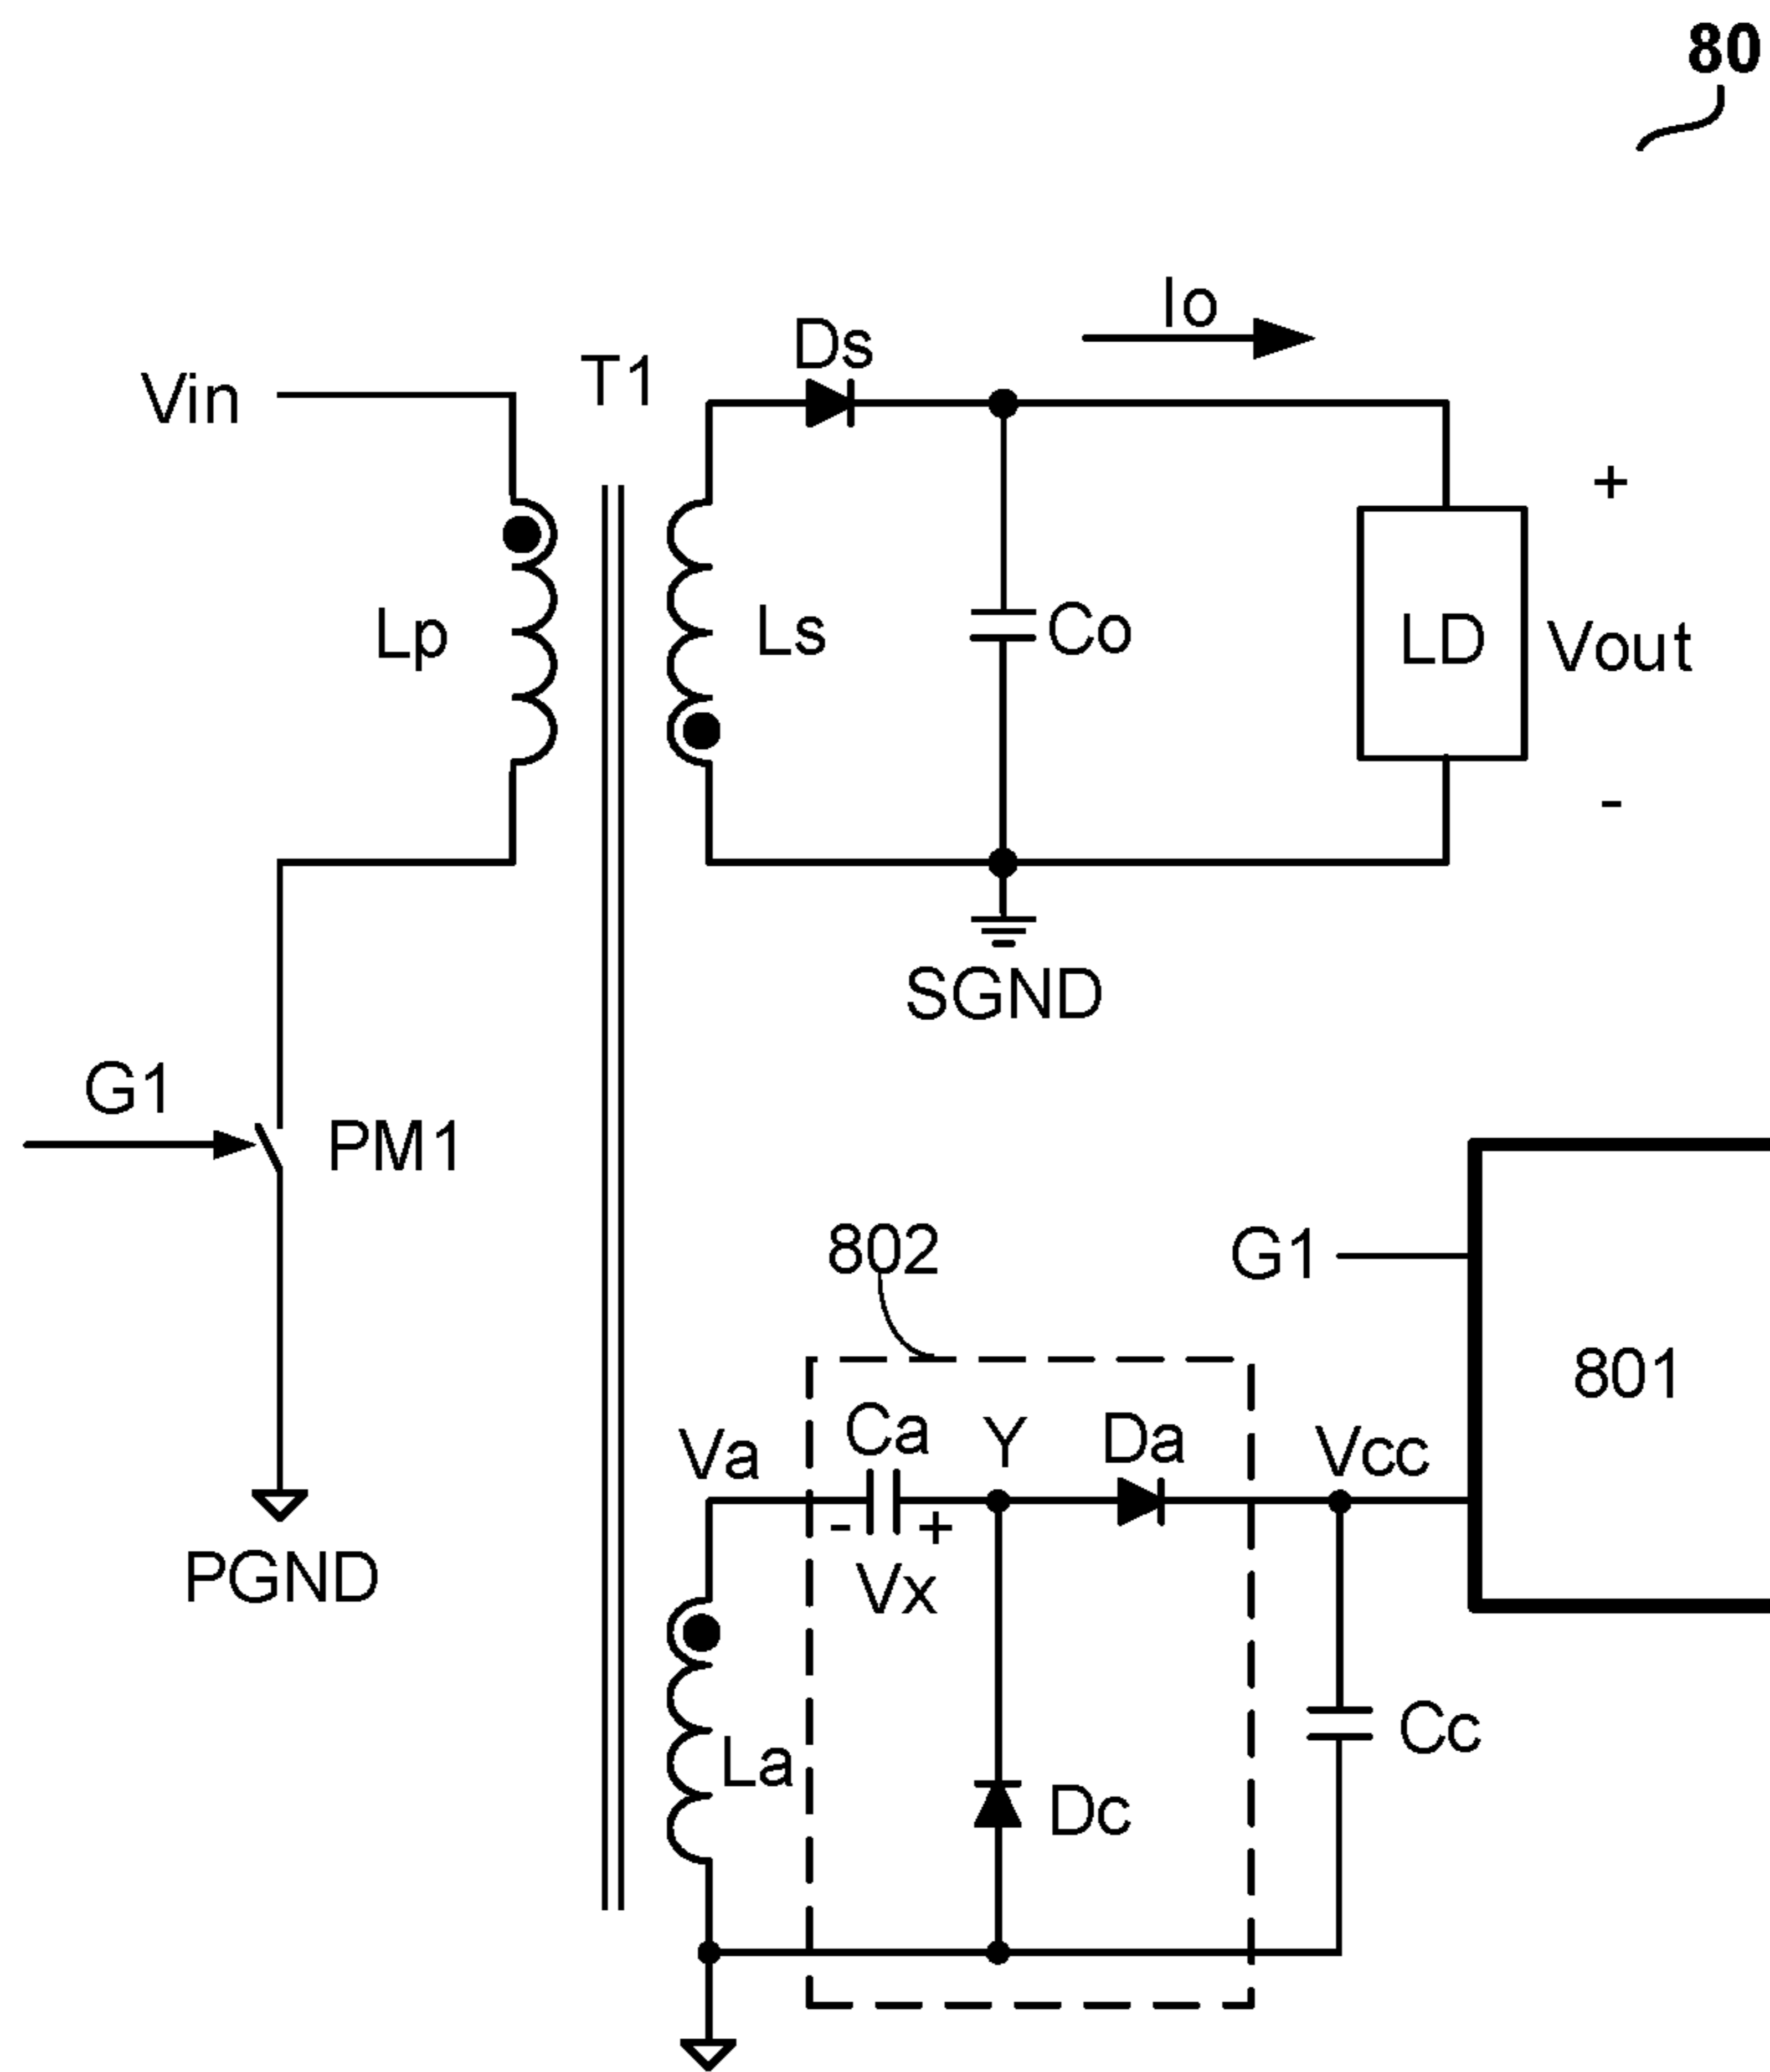 80
Io
Ds
T1
Vin
+
Lp
Ls
Co
LD
Vout
-
SGND
G1
PM1
802
G1
801
Va
Ca
Y
Da
Vcc
- +
Vx
PGND
Cc
La
Dc